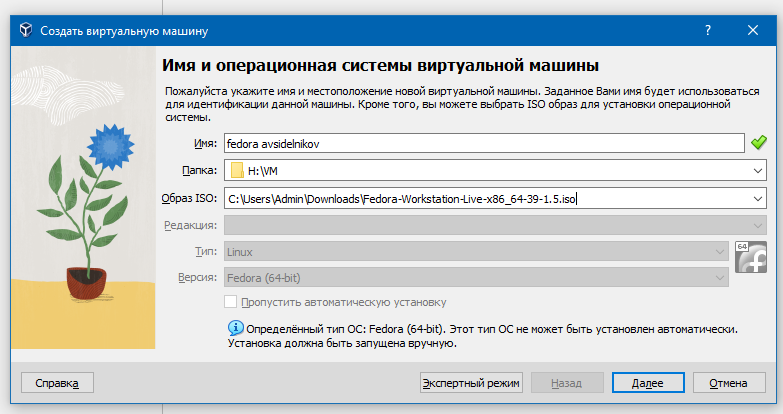 Создать виртуальную машину
?
Имя и операционная системы виртуальной машины
Пожалуйста укажите имя и местоположение новой виртуальной машины. Заданное Вами имя будет использоваться
для идентификации данной машины. Кроме того, вы можете выбрать ISO образ для установки операционной
системы.
Имя: fedora avsidelnikov
Папка: H:\VM
Образ ISO: C:\Users\Admin\Downloads\Fedora-Workstation-Live-x86_64-39-1.5.iso
Редакция:
Тип: Linux
64
Версия: Fedora (64-bit)
Пропустить автоматическую установку
Определённый тип ОС: Fedora (64-bit). Этот тип ОС не может быть установлен автоматически.
Установка должна быть запущена вручную.
Справка Экспертный режим Назад Далее Отмена